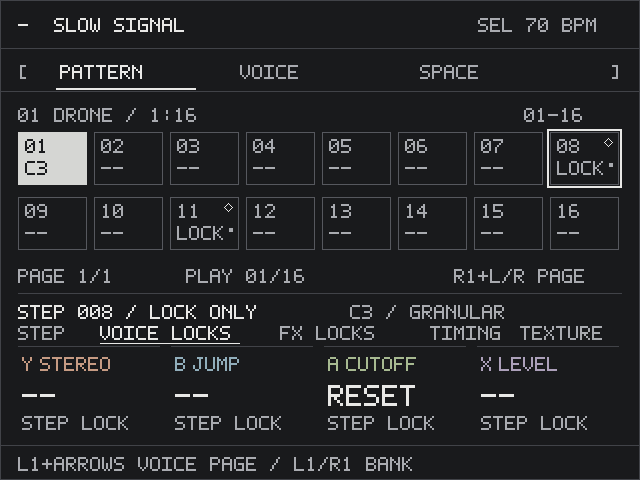 — SLOW SIGNAL SEL 70 BPM
[ PATTERN VOICE SPACE ]
01 DRONE / 1:16 01-16
01 02 03 04 05 06 07 08 ◇
C3 -- -- -- -- -- -- LOCK▪
09 10 11 ◇ 12 13 14 15 16
-- -- LOCK▪ -- -- -- -- --
PAGE 1/1 PLAY 01/16 R1+L/R PAGE
STEP 008 / LOCK ONLY C3 / GRANULAR
STEP VOICE LOCKS FX LOCKS TIMING TEXTURE
Y STEREO B JUMP A CUTOFF X LEVEL
-- -- RESET --
STEP LOCK STEP LOCK STEP LOCK STEP LOCK
L1+ARROWS VOICE PAGE / L1/R1 BANK